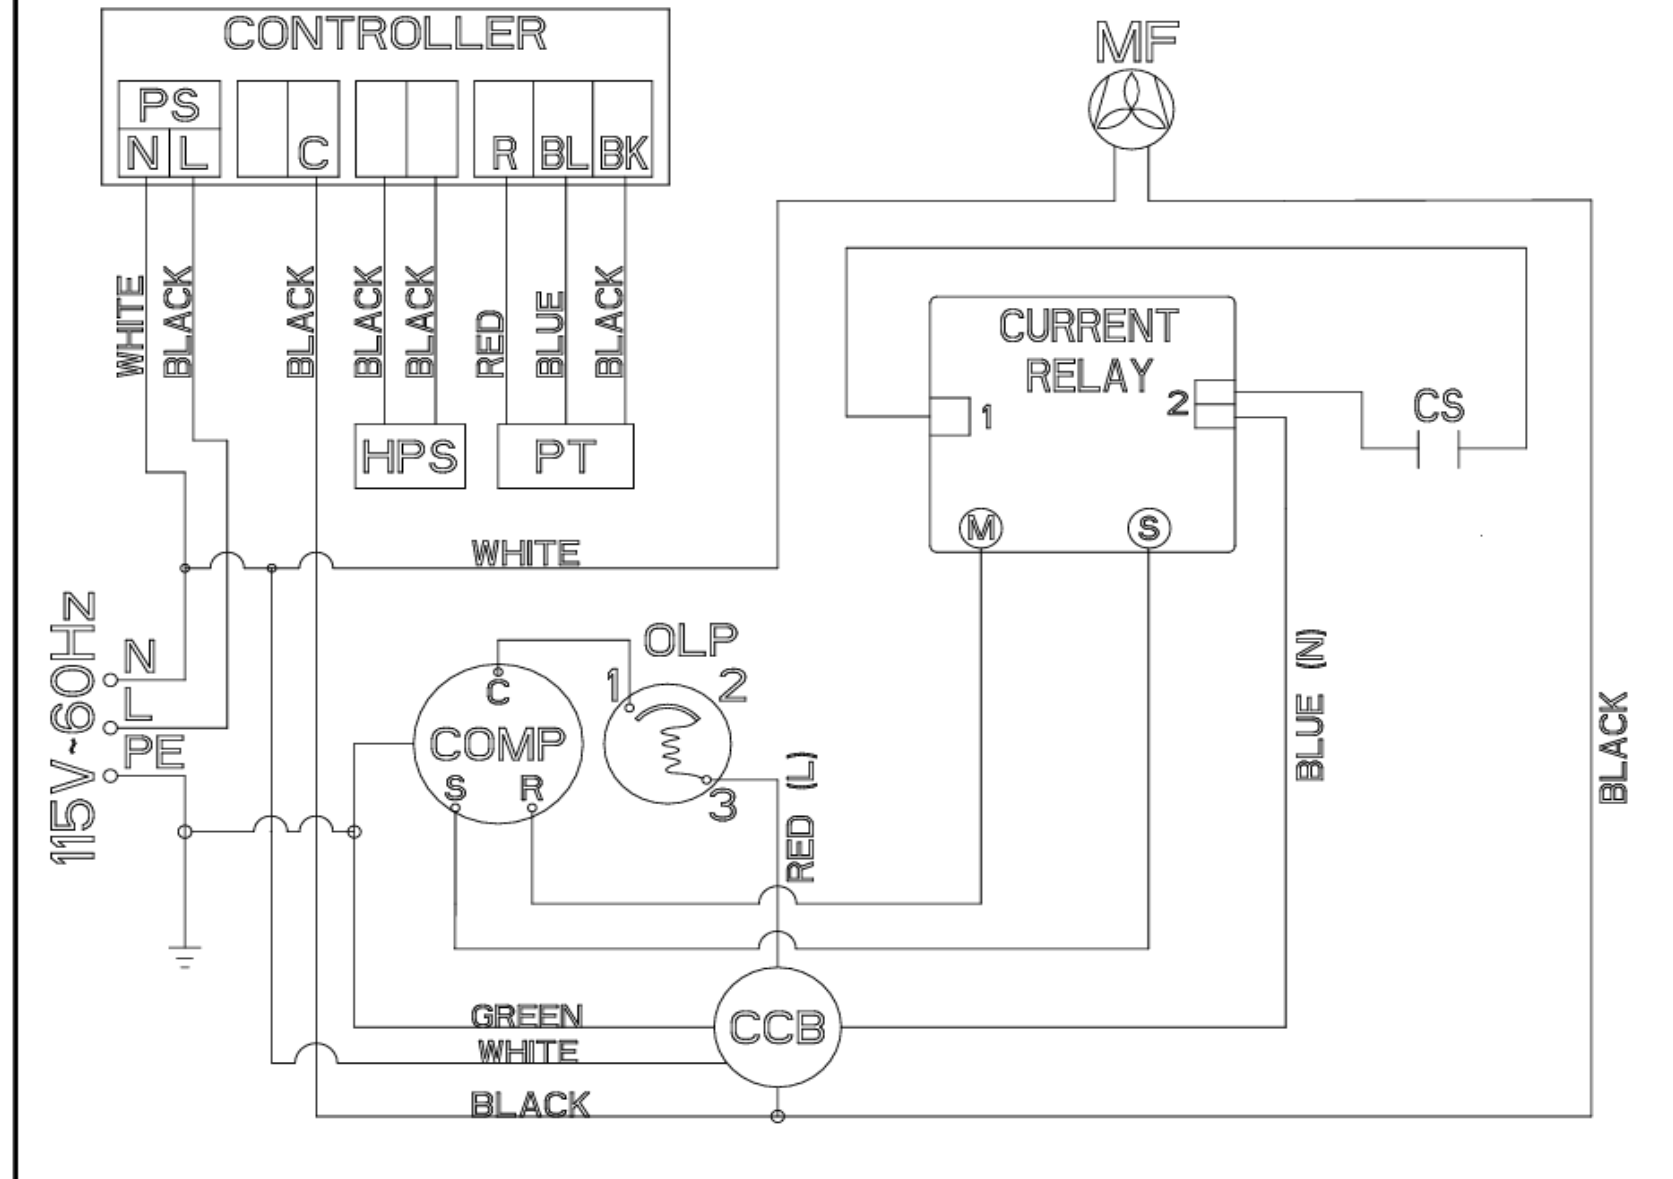 CONTROLLER
MF
PS
N L
C
R BL BK
WHITE
BLACK
BLACK
BLACK
BLACK
RED
BLUE
BLACK
HPS
PT
CURRENT
RELAY
1
2
CS
M
S
WHITE
115V~60Hz
N
L
PE
OLP
1
2
3
C
COMP
S
R
RED (L)
BLUE (N)
BLACK
GREEN
WHITE
BLACK
CCB